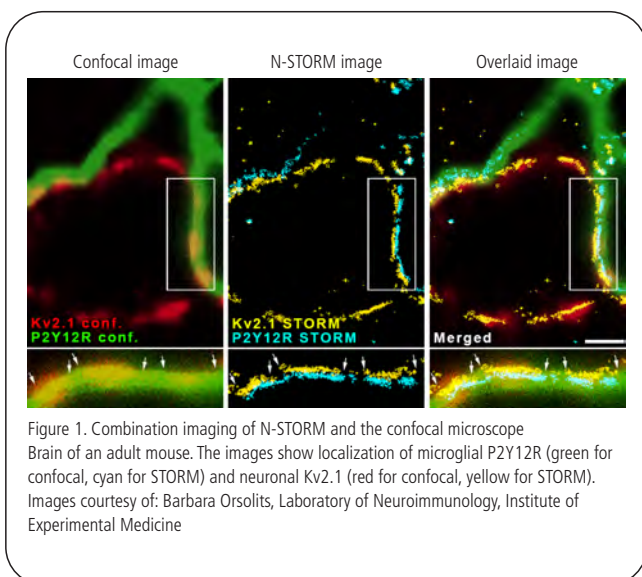 Confocal image
N-STORM image
Overlaid image
Kv2.1 conf.
P2Y12R conf.
Kv2.1 STORM
P2Y12R STORM
Merged
Figure 1. Combination imaging of N-STORM and the confocal microscope
Brain of an adult mouse. The images show localization of microglial P2Y12R (green for
confocal, cyan for STORM) and neuronal Kv2.1 (red for confocal, yellow for STORM).
Images courtesy of: Barbara Orsolits, Laboratory of Neuroimmunology, Institute of
Experimental Medicine